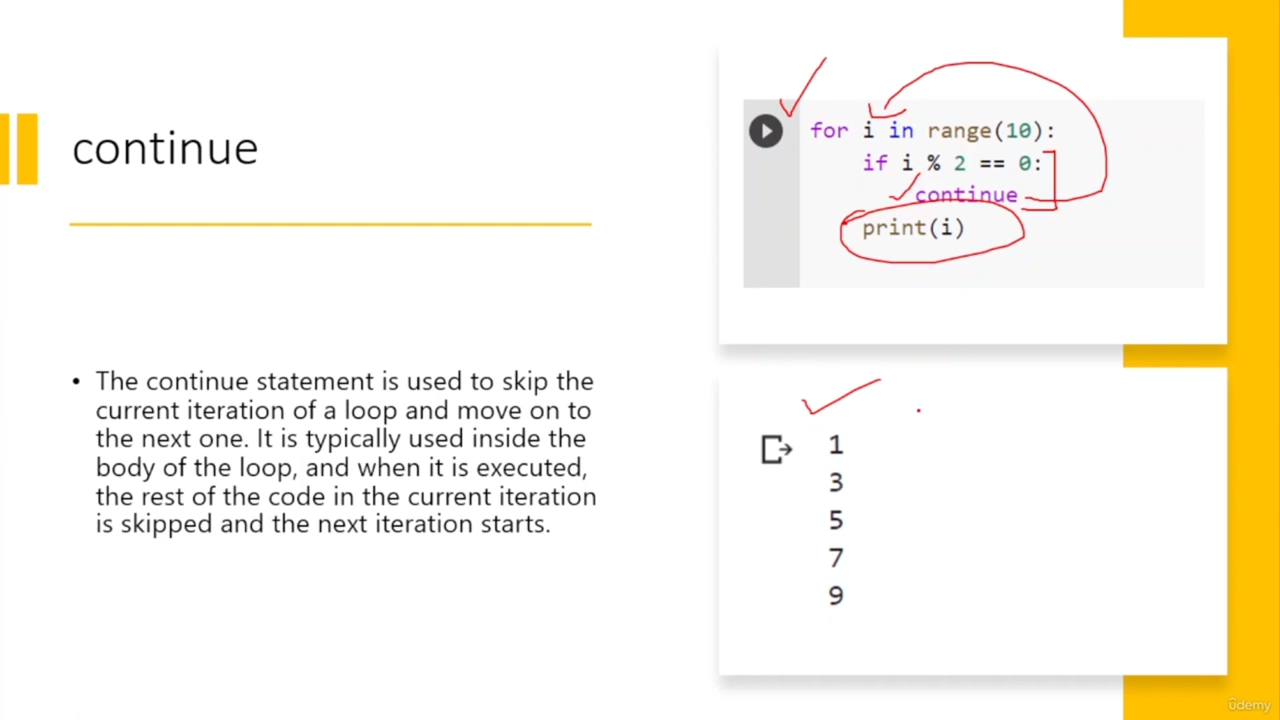 continue
• The continue statement is used to skip the
current iteration of a loop and move on to
the next one. It is typically used inside the
body of the loop, and when it is executed,
the rest of the code in the current iteration
is skipped and the next iteration starts.
for i in range(10):
    if i % 2 == 0:
        continue
    print(i)
1
3
5
7
9
ûdemy